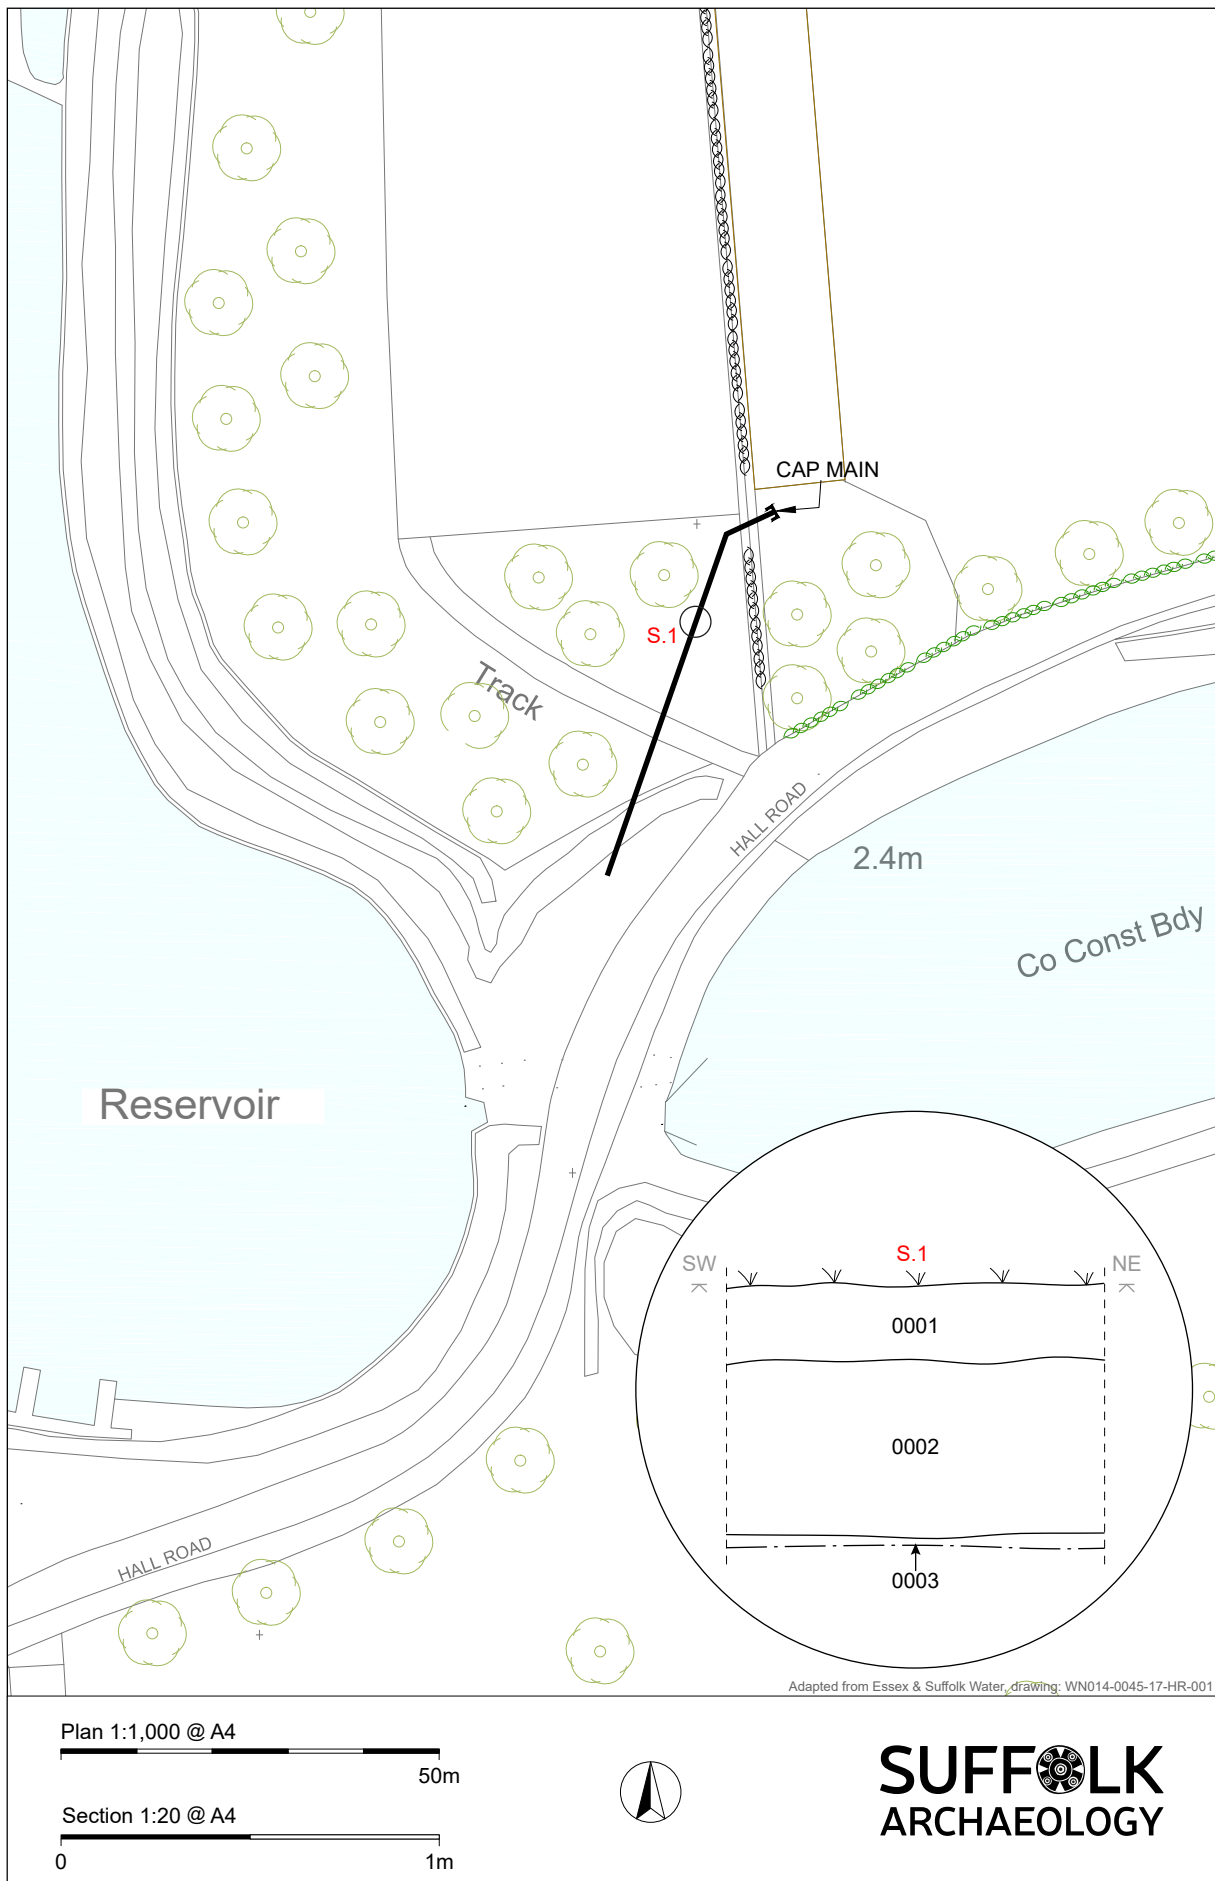 CAP MAIN
S.1
Track
HALL ROAD
2.4m
Co Const Bdy
Reservoir
S.1
SW
NE
0001
0002
0003
HALL ROAD
Adapted from Essex & Suffolk Water, drawing: WN014-0045-17-HR-001
Plan 1:1,000 @ A4
50m
Section 1:20 @ A4
0
1m
SUFFOLK
ARCHAEOLOGY